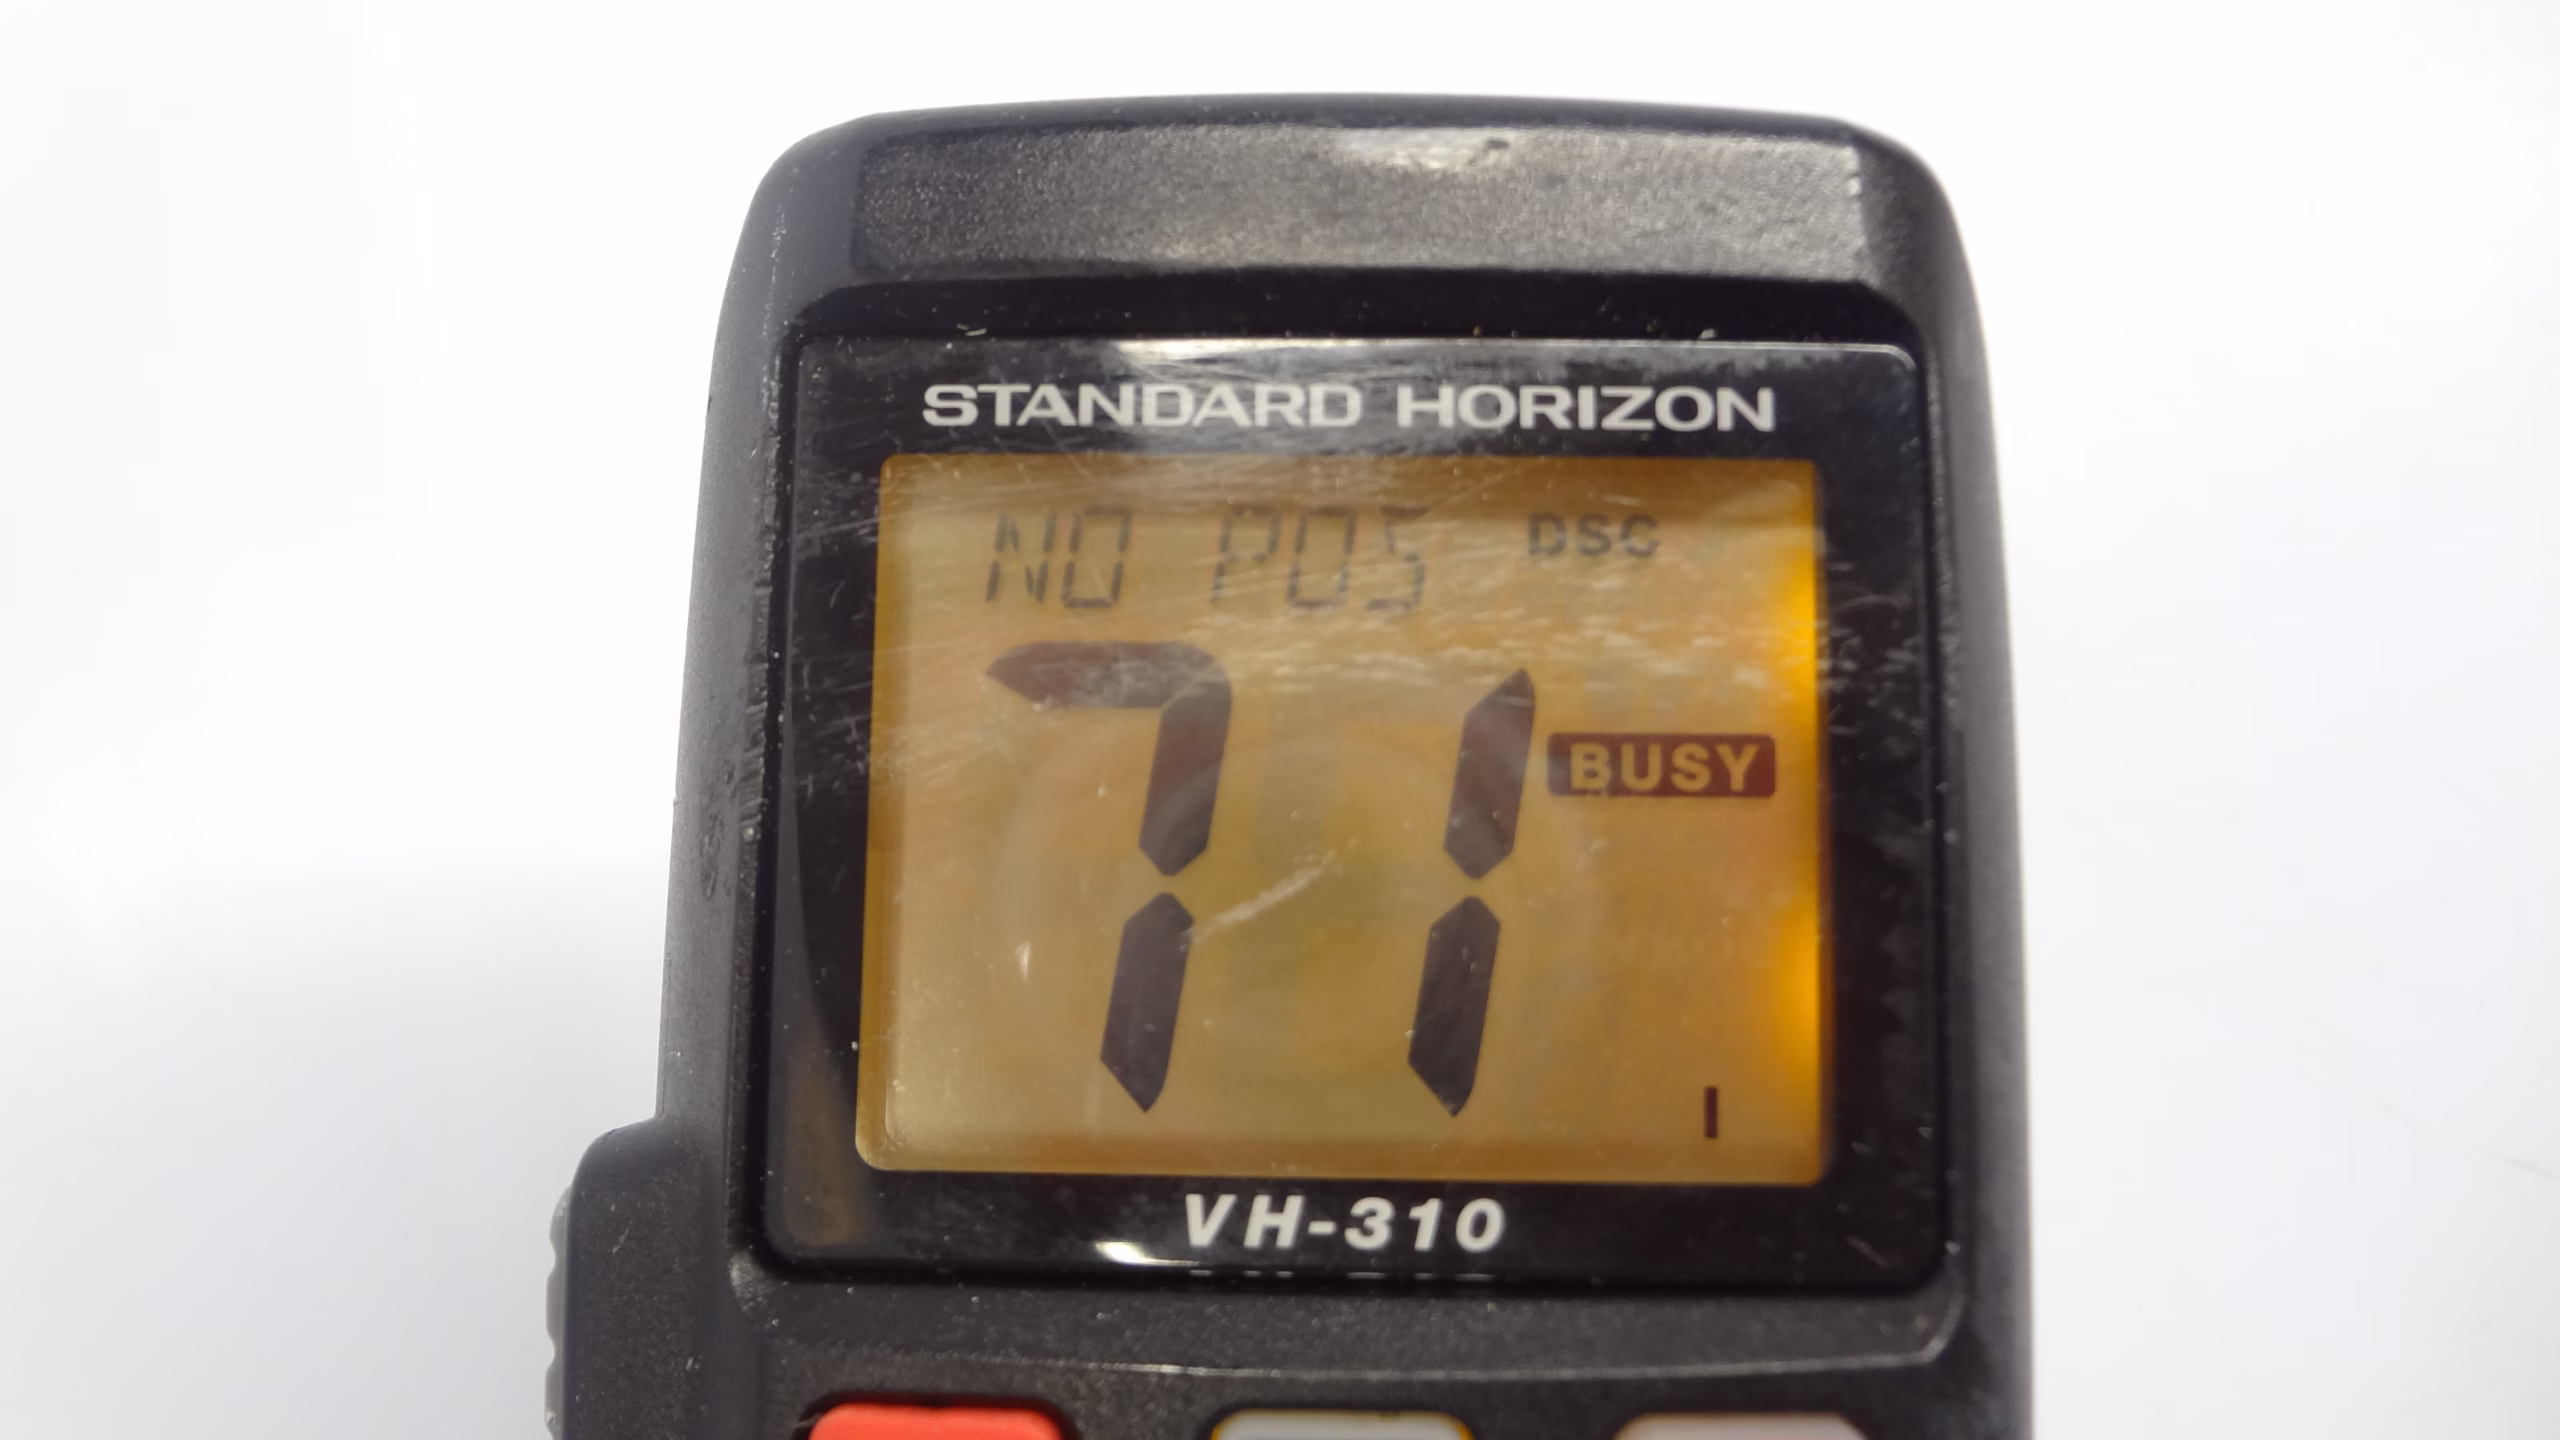 STANDARD HORIZON
NO POS DSC
71
BUSY
VH-310